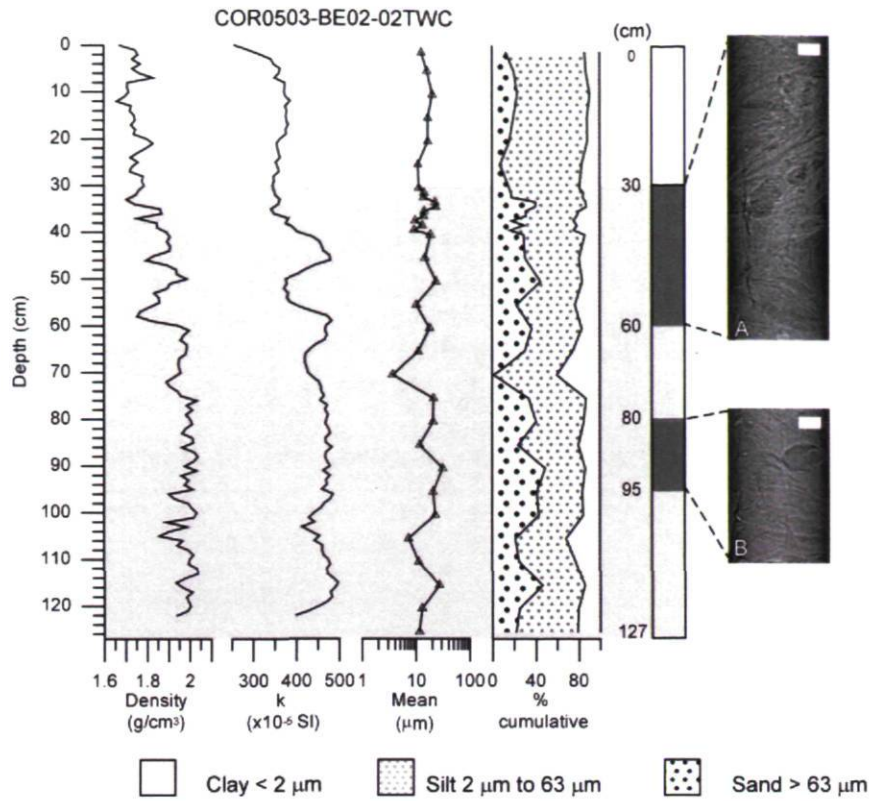 COR0503-BE02-02TWC
Depth (cm)
0
10
20
30
40
50
60
70
80
90
100
110
120
1.6 1.8 2
Density
(g/cm³)
300 400 500
k
(x10⁻⁵ SI)
1 10 100
Mean
(μm)
0 40 80
%
cumulative
(cm)
0
30
60
80
95
127
A
B
Clay < 2 μm
Silt 2 μm to 63 μm
Sand > 63 μm